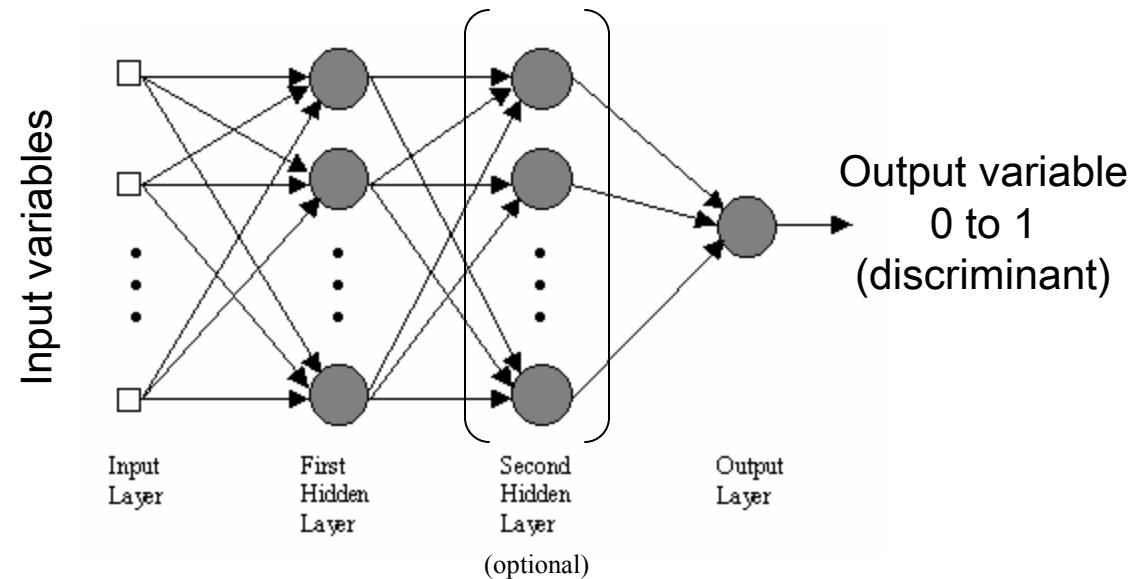 Input variables
Output variable
0 to 1
(discriminant)
Input
Layer
First
Hidden
Layer
Second
Hidden
Layer
(optional)
Output
Layer